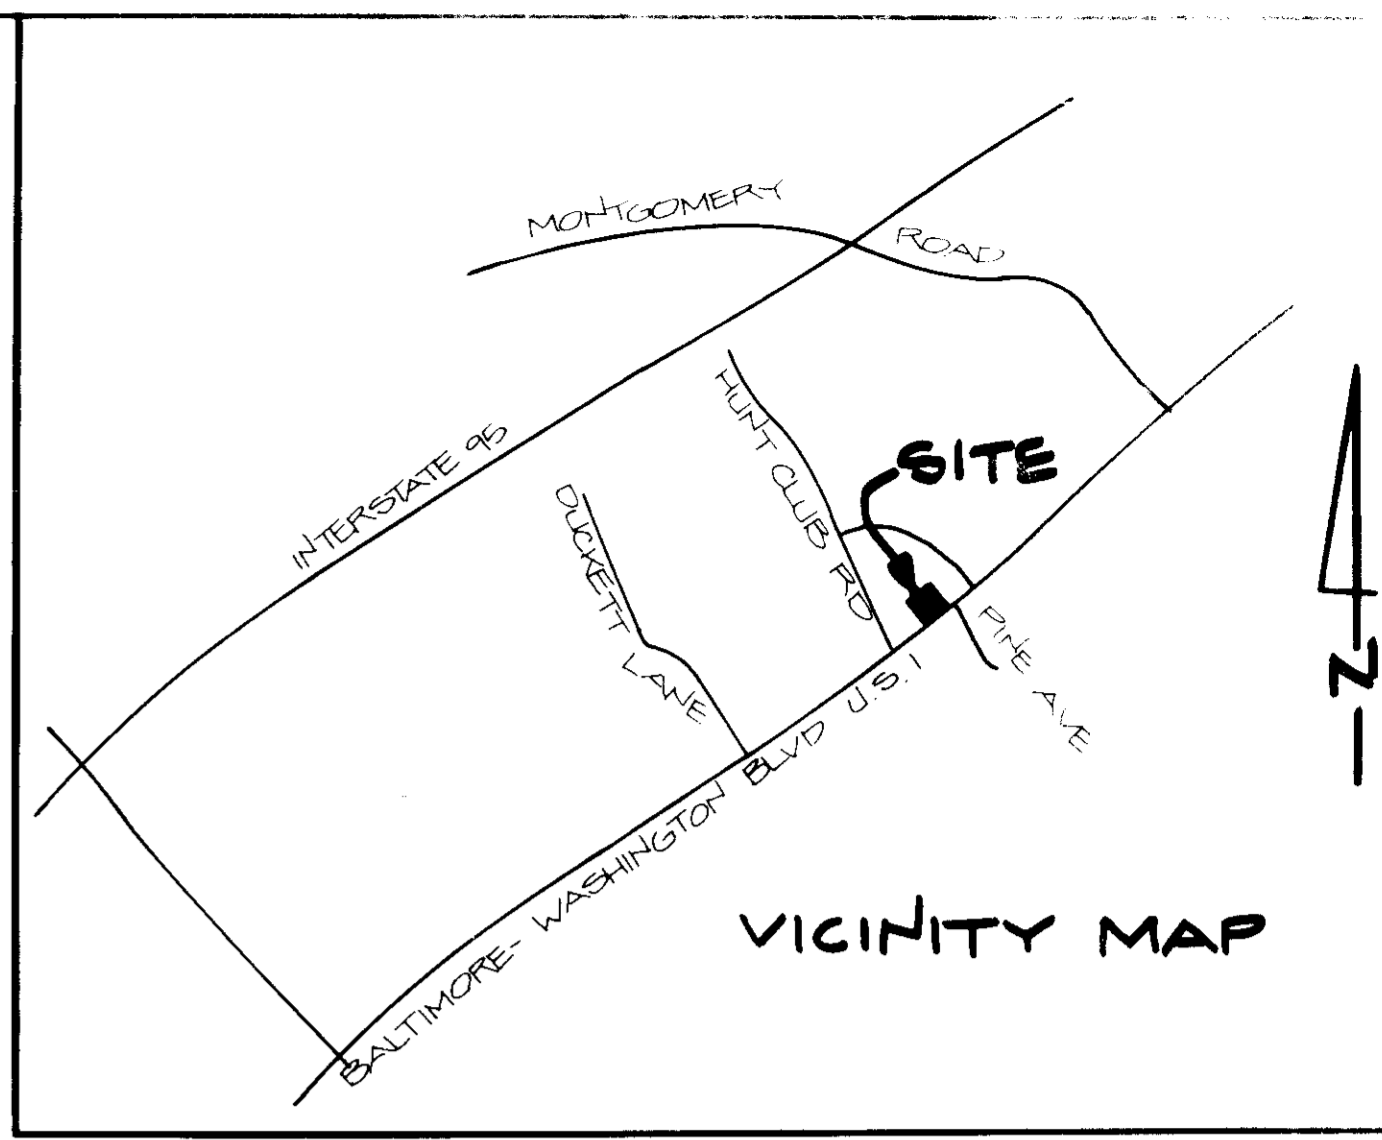 MONTGOMERY ROAD
INTERSTATE 95
HUNT CLUB RD
SITE
DUCKETT LANE
PINE AVE
BALTIMORE- WASHINGTON BLVD U.S. 1
N
VICINITY MAP